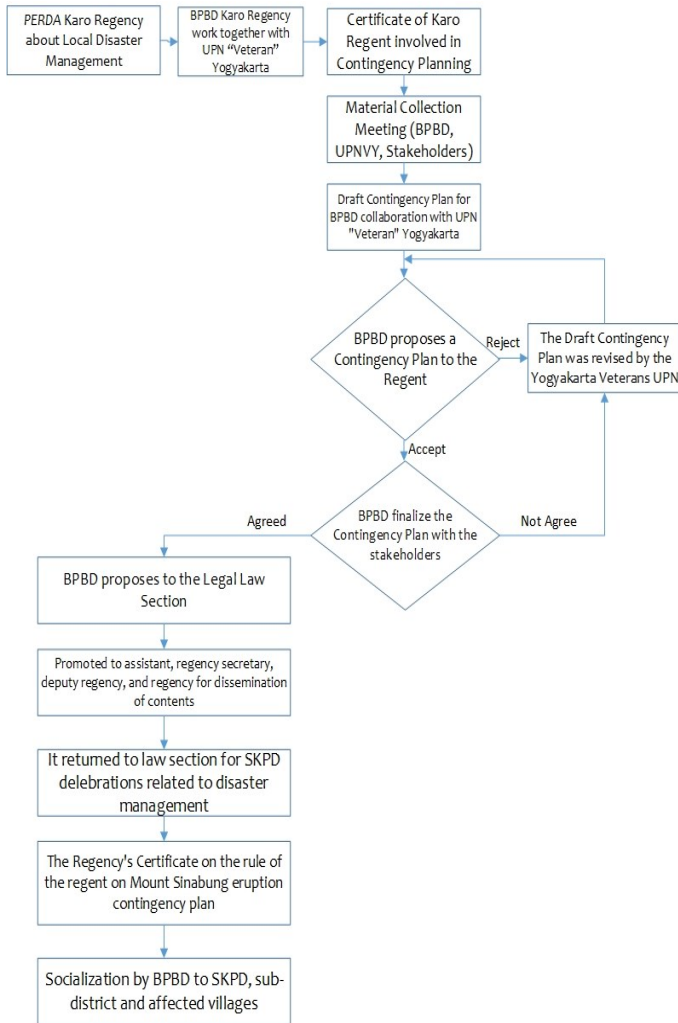 PERDA Karo Regency
about Local Disaster
Management
BPBD Karo Regency
work together with
UPN “Veteran”
Yogyakarta
Certificate of Karo
Regent involved in
Contingency Planning
Material Collection
Meeting (BPBD,
UPNVY, Stakeholders)
Draft Contingency Plan for
BPBD collaboration with UPN
"Veteran" Yogyakarta
BPBD proposes a
Contingency Plan to the
Regent
Reject
The Draft Contingency
Plan was revised by the
Yogyakarta Veterans UPN
Accept
BPBD finalize the
Contingency Plan with the
stakeholders
Agreed
Not Agree
BPBD proposes to the Legal Law
Section
Promoted to assistant, regency secretary,
deputy regency, and regency for dissemination
of contents
It returned to law section for SKPD
delebrations related to disaster
management
The Regency's Certificate on the rule of
the regent on Mount Sinabung eruption
contingency plan
Socialization by BPBD to SKPD, sub-
district and affected villages